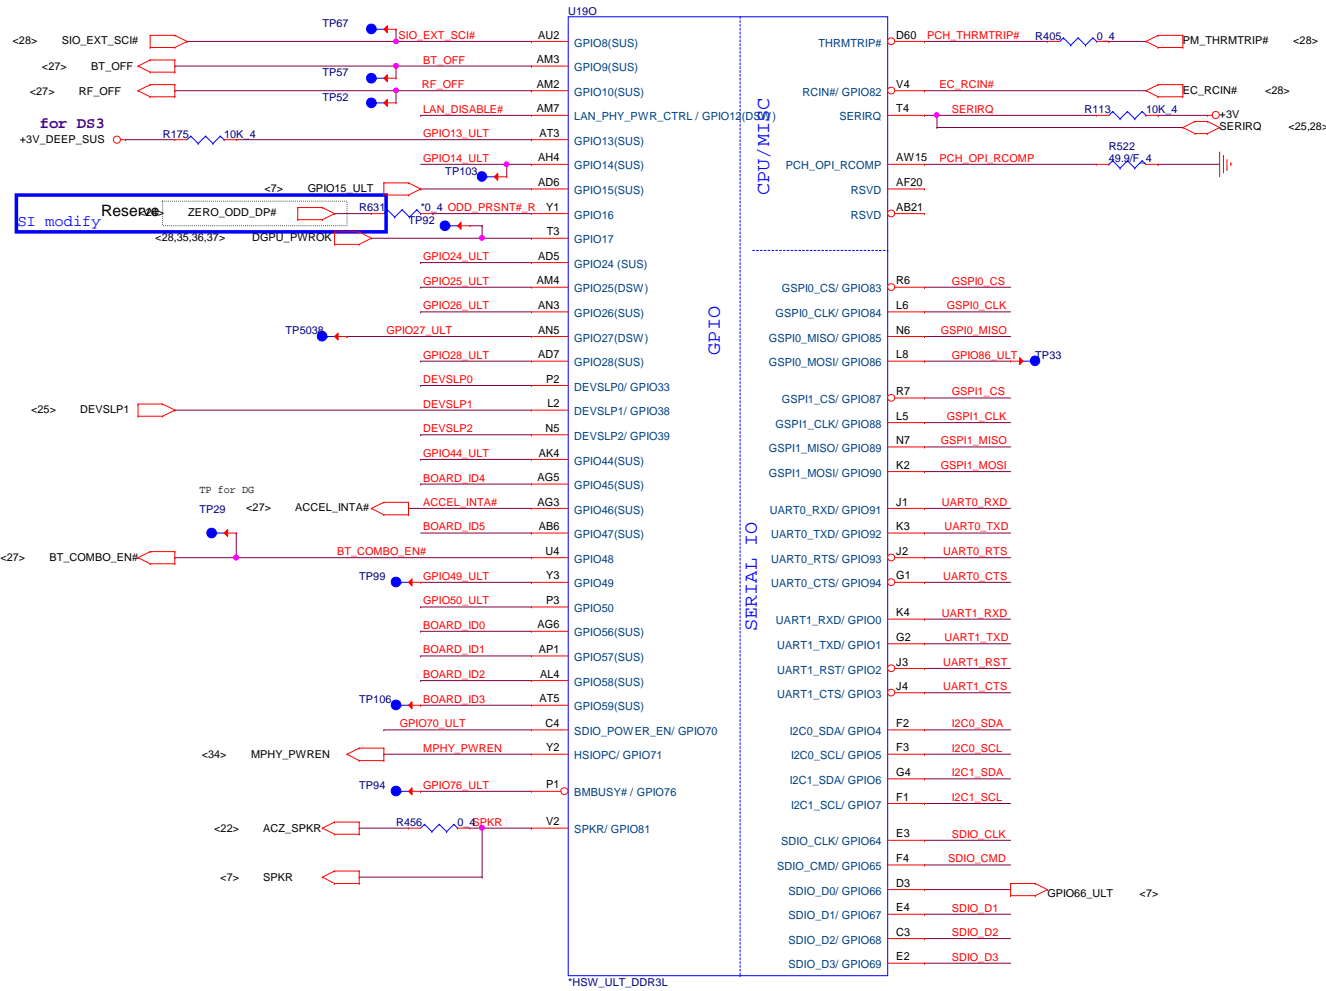 U19O
TP67
<28> SIO_EXT_SCI# SIO_EXT_SCI# AU2 GPIO8(SUS)
<27> BT_OFF BT_OFF AM3 GPIO9(SUS)
TP57
<27> RF_OFF RF_OFF AM2 GPIO10(SUS)
TP52
LAN_DISABLE# AM7 LAN_PHY_PWR_CTRL / GPIO12(DSW)
for DS3
+3V_DEEP_SUS R175 10K_4 GPIO13_ULT AT3 GPIO13(SUS)
GPIO14_ULT AH4 GPIO14(SUS)
TP103
<7> GPIO15_ULT AD6 GPIO15(SUS)
Reserve ZERO_ODD_DP# R631 *0_4 ODD_PRSNT#_R Y1 GPIO16
SI modify
TP92
<28,35,36,37> DGPU_PWROK T3 GPIO17
GPIO24_ULT AD5 GPIO24 (SUS)
GPIO25_ULT AM4 GPIO25(DSW)
GPIO26_ULT AN3 GPIO26(SUS)
TP5038 GPIO27_ULT AN5 GPIO27(DSW)
GPIO28_ULT AD7 GPIO28(SUS)
DEVSLP0 P2 DEVSLP0/ GPIO33
<25> DEVSLP1 DEVSLP1 L2 DEVSLP1/ GPIO38
DEVSLP2 N5 DEVSLP2/ GPIO39
GPIO44_ULT AK4 GPIO44(SUS)
BOARD_ID4 AG5 GPIO45(SUS)
TP for DG
TP29
<27> ACCEL_INTA# ACCEL_INTA# AG3 GPIO46(SUS)
BOARD_ID5 AB6 GPIO47(SUS)
<27> BT_COMBO_EN# BT_COMBO_EN# U4 GPIO48
TP99 GPIO49_ULT Y3 GPIO49
GPIO50_ULT P3 GPIO50
BOARD_ID0 AG6 GPIO56(SUS)
BOARD_ID1 AP1 GPIO57(SUS)
BOARD_ID2 AL4 GPIO58(SUS)
TP106 BOARD_ID3 AT5 GPIO59(SUS)
GPIO70_ULT C4 SDIO_POWER_EN/ GPIO70
<34> MPHY_PWREN MPHY_PWREN Y2 HSIOPC/ GPIO71
TP94 GPIO76_ULT P1 BMBUSY# / GPIO76
<22> ACZ_SPKR R456 0_4 SPKR V2 SPKR/ GPIO81
<7> SPKR
*HSW_ULT_DDR3L
GPIO
CPU/MISC
SERIAL IO
THRMTRIP# D60 PCH_THRMTRIP# R405 0_4 PM_THRMTRIP# <28>
RCIN#/ GPIO82 V4 EC_RCIN# EC_RCIN# <28>
SERIRQ T4 SERIRQ R113 10K_4 +3V
SERIRQ <25,28>
PCH_OPI_RCOMP AW15 PCH_OPI_RCOMP R522 49.9/F_4
RSVD AF20
RSVD AB21
GSPI0_CS/ GPIO83 R6 GSPI0_CS
GSPI0_CLK/ GPIO84 L6 GSPI0_CLK
GSPI0_MISO/ GPIO85 N6 GSPI0_MISO
GSPI0_MOSI/ GPIO86 L8 GPIO86_ULT TP33
GSPI1_CS/ GPIO87 R7 GSPI1_CS
GSPI1_CLK/ GPIO88 L5 GSPI1_CLK
GSPI1_MISO/ GPIO89 N7 GSPI1_MISO
GSPI1_MOSI/ GPIO90 K2 GSPI1_MOSI
UART0_RXD/ GPIO91 J1 UART0_RXD
UART0_TXD/ GPIO92 K3 UART0_TXD
UART0_RTS/ GPIO93 J2 UART0_RTS
UART0_CTS/ GPIO94 G1 UART0_CTS
UART1_RXD/ GPIO0 K4 UART1_RXD
UART1_TXD/ GPIO1 G2 UART1_TXD
UART1_RST/ GPIO2 J3 UART1_RST
UART1_CTS/ GPIO3 J4 UART1_CTS
I2C0_SDA/ GPIO4 F2 I2C0_SDA
I2C0_SCL/ GPIO5 F3 I2C0_SCL
I2C1_SDA/ GPIO6 G4 I2C1_SDA
I2C1_SCL/ GPIO7 F1 I2C1_SCL
SDIO_CLK/ GPIO64 E3 SDIO_CLK
SDIO_CMD/ GPIO65 F4 SDIO_CMD
SDIO_D0/ GPIO66 D3 GPIO66_ULT <7>
SDIO_D1/ GPIO67 E4 SDIO_D1
SDIO_D2/ GPIO68 C3 SDIO_D2
SDIO_D3/ GPIO69 E2 SDIO_D3